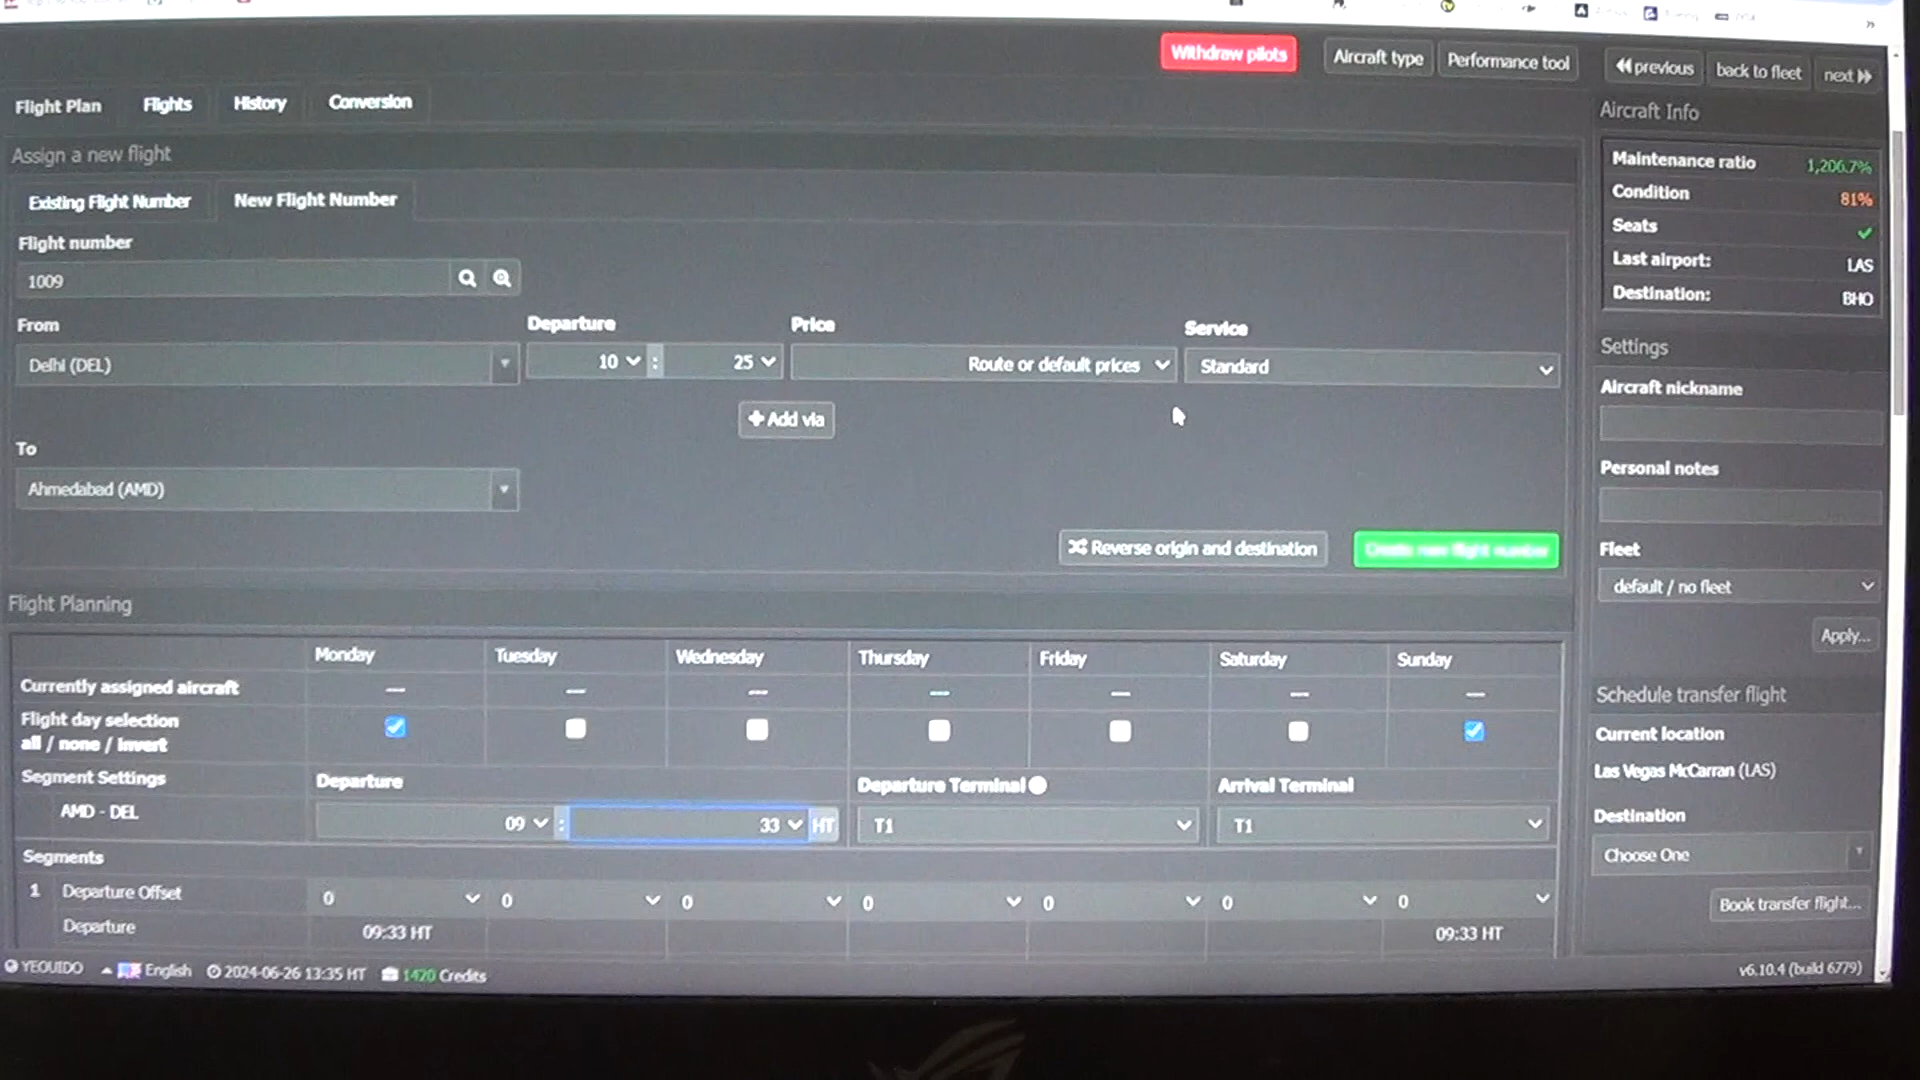 Withdraw pilots
Aircraft type
Performance tool
previous
back to fleet
next
Flight Plan
Flights
History
Conversion
Aircraft Info
Assign a new flight
Maintenance ratio 1,206.7%
Condition 81%
Seats
Last airport: LAS
Destination: BHO
Existing Flight Number
New Flight Number
Flight number
1009
From
Departure
Price
Service
Delhi (DEL)
10 : 25
Route or default prices
Standard
+ Add via
To
Ahmedabad (AMD)
Reverse origin and destination
Create new flight number
Settings
Aircraft nickname
Personal notes
Fleet
default / no fleet
Apply...
Flight Planning
Monday Tuesday Wednesday Thursday Friday Saturday Sunday
Currently assigned aircraft --- --- --- --- --- --- ---
Flight day selection
all / none / invert
Segment Settings
Departure
Departure Terminal
Arrival Terminal
AMD - DEL
09 : 33 HT
T1
T1
Segments
1 Departure Offset 0 0 0 0 0 0 0
Departure 09:33 HT 09:33 HT
Schedule transfer flight
Current location
Las Vegas McCarran (LAS)
Destination
Choose One
Book transfer flight...
YEOUIDO English 2024-06-26 13:35 HT 1420 Credits
v6.10.4 (build 6779)